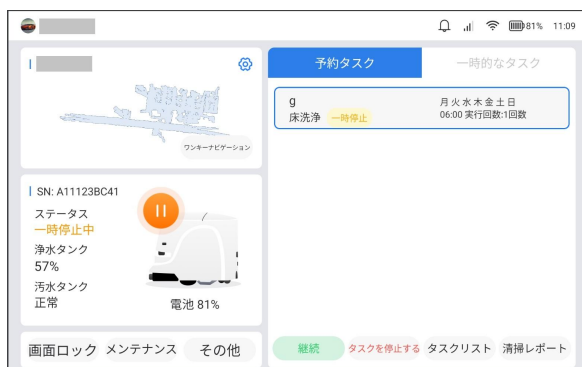 81% 11:09
予約タスク
一時的なタスク
g
月火水木金土日
床洗浄 一時停止
06:00 実行回数:1回数
ワンキーナビゲーション
SN: A11123BC41
ステータス
一時停止中
浄水タンク
57%
汚水タンク
正常
電池 81%
画面ロック メンテナンス その他
継続 タスクを停止する タスクリスト 清掃レポート